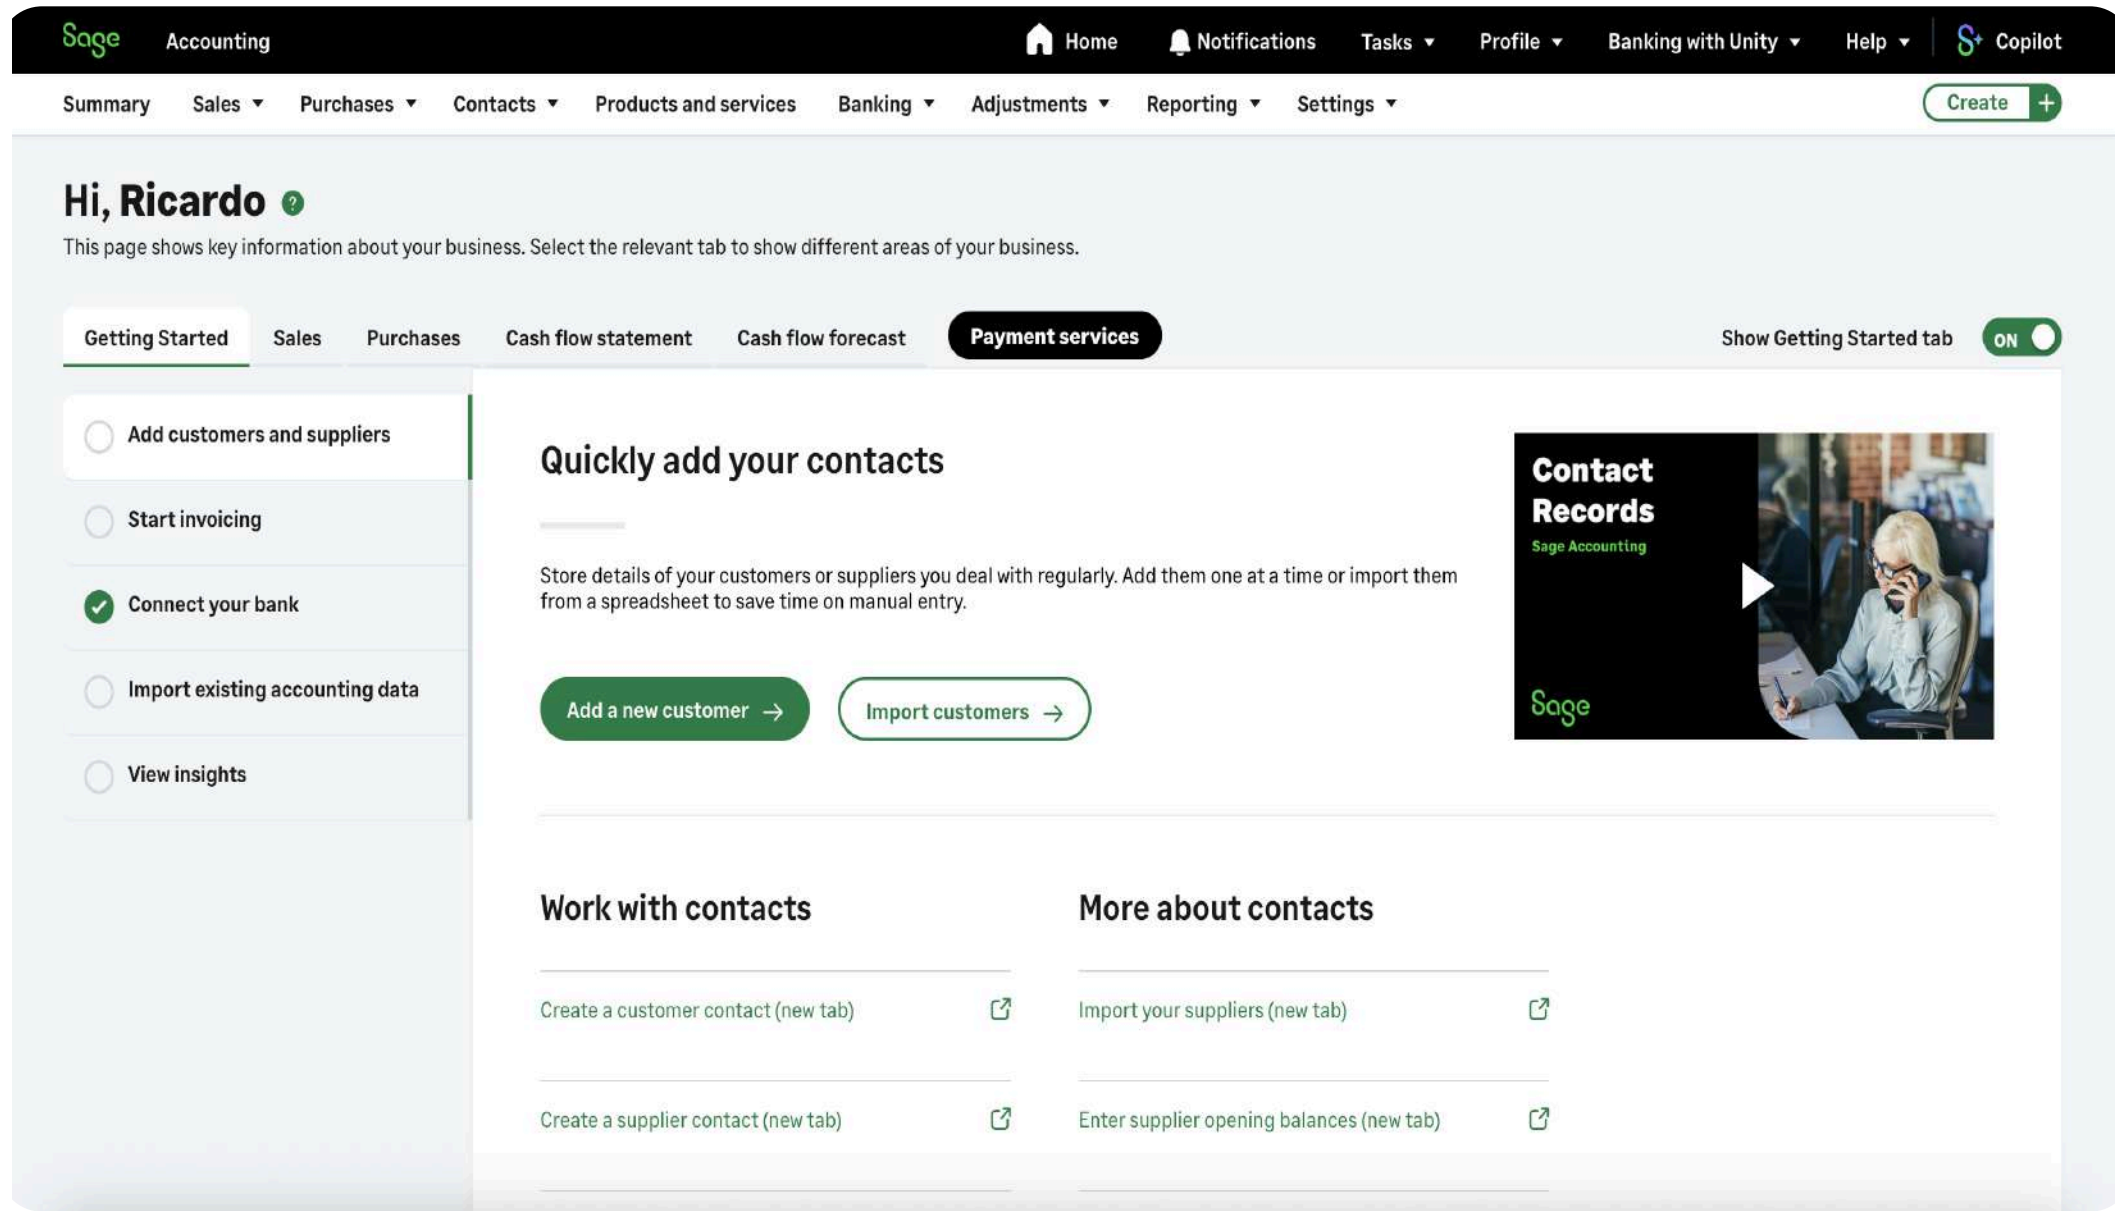 Sage Accounting Home Notifications Tasks Profile Banking with Unity Help Copilot
Summary Sales Purchases Contacts Products and services Banking Adjustments Reporting Settings Create +
Hi, Ricardo ?
This page shows key information about your business. Select the relevant tab to show different areas of your business.
Getting Started Sales Purchases Cash flow statement Cash flow forecast Payment services Show Getting Started tab ON
Add customers and suppliers
Start invoicing
Connect your bank
Import existing accounting data
View insights
Quickly add your contacts
Store details of your customers or suppliers you deal with regularly. Add them one at a time or import them
from a spreadsheet to save time on manual entry.
Add a new customer → Import customers →
Contact
Records
Sage Accounting
Sage
Work with contacts
Create a customer contact (new tab)
Create a supplier contact (new tab)
More about contacts
Import your suppliers (new tab)
Enter supplier opening balances (new tab)